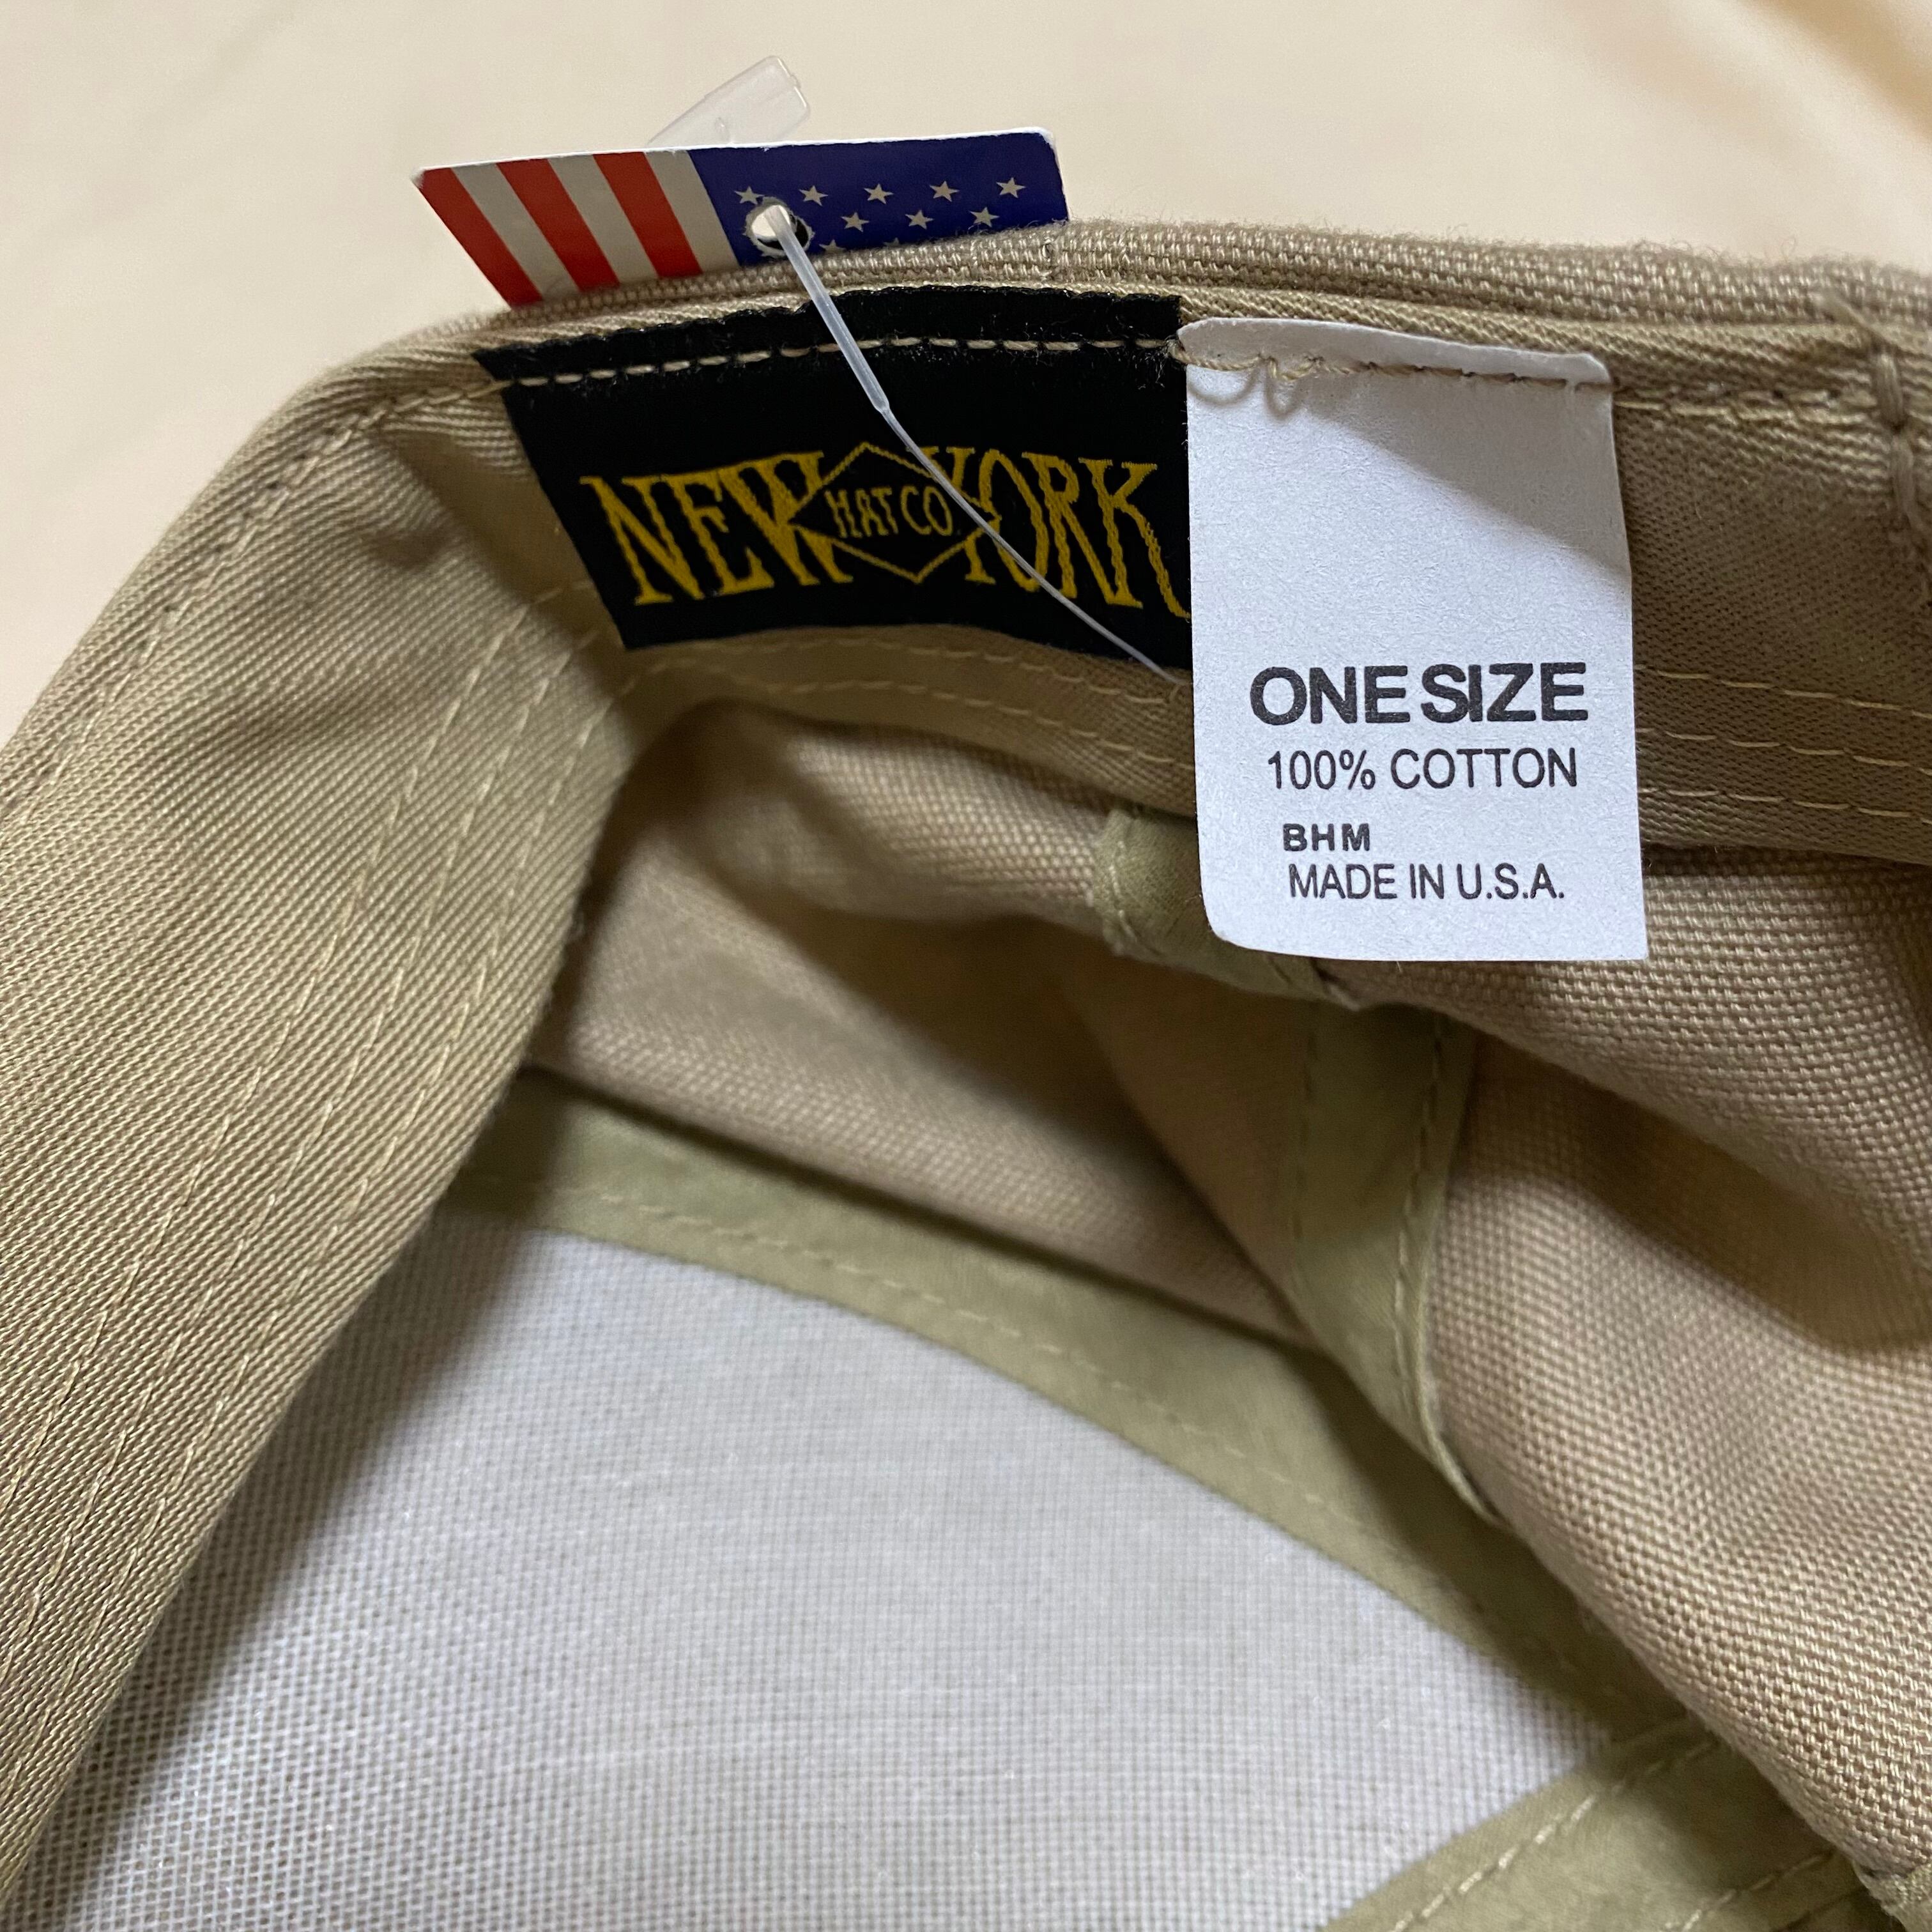 NEW YORK
HAT CO.
ONE SIZE
100% COTTON
BHM
MADE IN U.S.A.